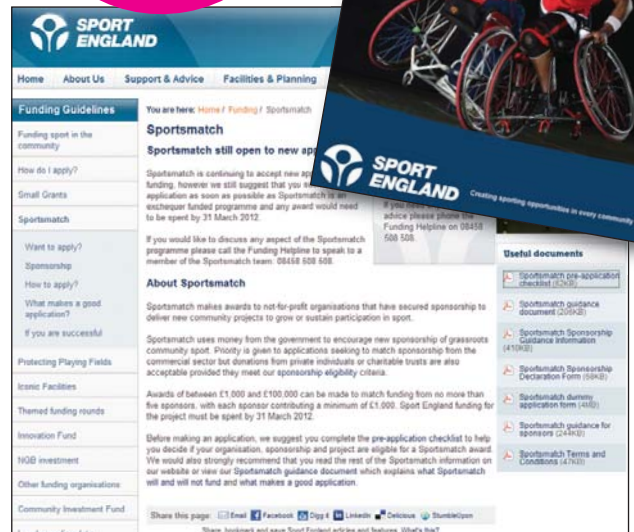 SPORT
ENGLAND
Home About Us Support & Advice Facilities & Planning
Funding Guidelines
Funding sport in the
community
How do I apply?
Small Grants
Sportsmatch
Want to apply?
Sponsorship
How to apply?
What makes a good
application?
If you are successful
Protecting Playing Fields
Iconic Facilities
Themed funding rounds
Innovation Fund
NGB investment
Other funding organisations
Community Investment Fund
You are here: Home / Funding / Sportsmatch
Sportsmatch
Sportsmatch still open to new
Sportsmatch is continuing to accept new
funding, however we still suggest that you
application as soon as possible as Sportsmatch is an
exchequer funded programme and any award would need
to be spent by 31 March 2012.
If you would like to discuss any aspect of the Sportsmatch
programme please call the Funding Helpline to speak to a
member of the Sportsmatch team: 08458 508 508.
advice please phone the
Funding Helpline on 08458
508 508.
About Sportsmatch
Sportsmatch makes awards to not-for-profit organisations that have secured sponsorship to
deliver new community projects to grow or sustain participation in sport.
Sportsmatch uses money from the government to encourage new sponsorship of grassroots
community sport. Priority is given to applications seeking to match sponsorship from the
commercial sector but donations from private individuals or charitable trusts are also
acceptable provided they meet our sponsorship eligibility criteria.
Awards of between £1,000 and £100,000 can be made to match funding from no more than
five sponsors, with each sponsor contributing a minimum of £1,000. Sport England funding for
the project must be spent by 31 March 2012.
Before making an application, we suggest you complete the pre-application checklist to help
you decide if your organisation, sponsorship and project are eligible for a Sportsmatch award.
We would also strongly recommend that you read the rest of the Sportsmatch information on
our website or view our Sportsmatch guidance document which explains what Sportsmatch
will and will not fund and what makes a good application.
Share this page: Email Facebook Digg it LinkedIn Delicious StumbleUpon
Share, bookmark and save Sport England articles and features. What's this?
SPORT
ENGLAND
Creating sporting opportunities in every community
Useful documents
Sportsmatch pre-application
checklist (62KB)
Sportsmatch guidance
document (206KB)
Sportsmatch Sponsorship
Guidance Information
(410KB)
Sportsmatch Sponsorship
Declaration Form
Sportsmatch dummy
application form
Sportsmatch guidance for
sponsors (244KB)
Sportsmatch Terms and
Conditions (47KB)